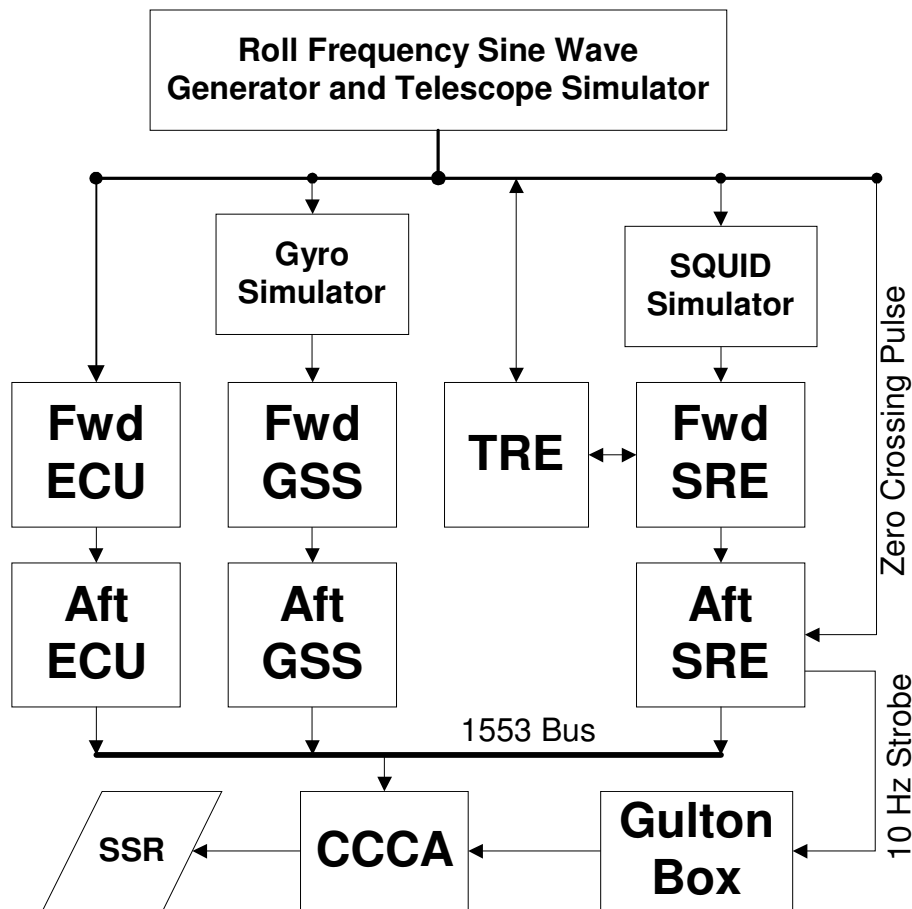 Roll Frequency Sine Wave
Generator and Telescope Simulator
Gyro
Simulator
SQUID
Simulator
Zero Crossing Pulse
Fwd
ECU
Fwd
GSS
TRE
Fwd
SRE
Aft
ECU
Aft
GSS
Aft
SRE
1553 Bus
10 Hz Strobe
SSR
CCCA
Gulton
Box